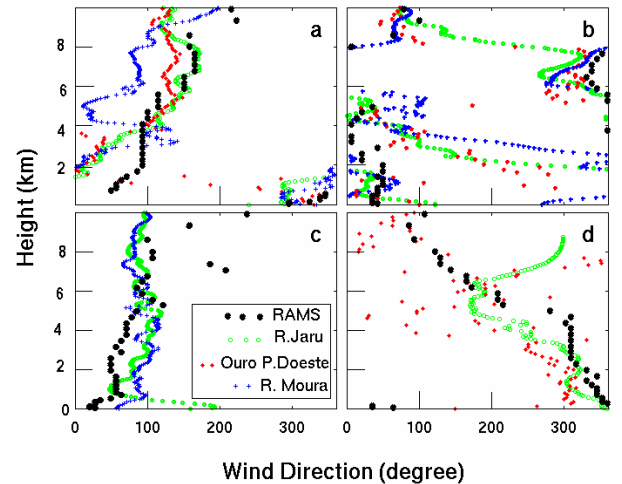 a
b
8
6
4
2
Height (km)
c
d
8
6
4
2
0
RAMS
R.Jaru
Ouro P.Doeste
R. Moura
0 100 200 300
0 100 200 300
Wind Direction (degree)